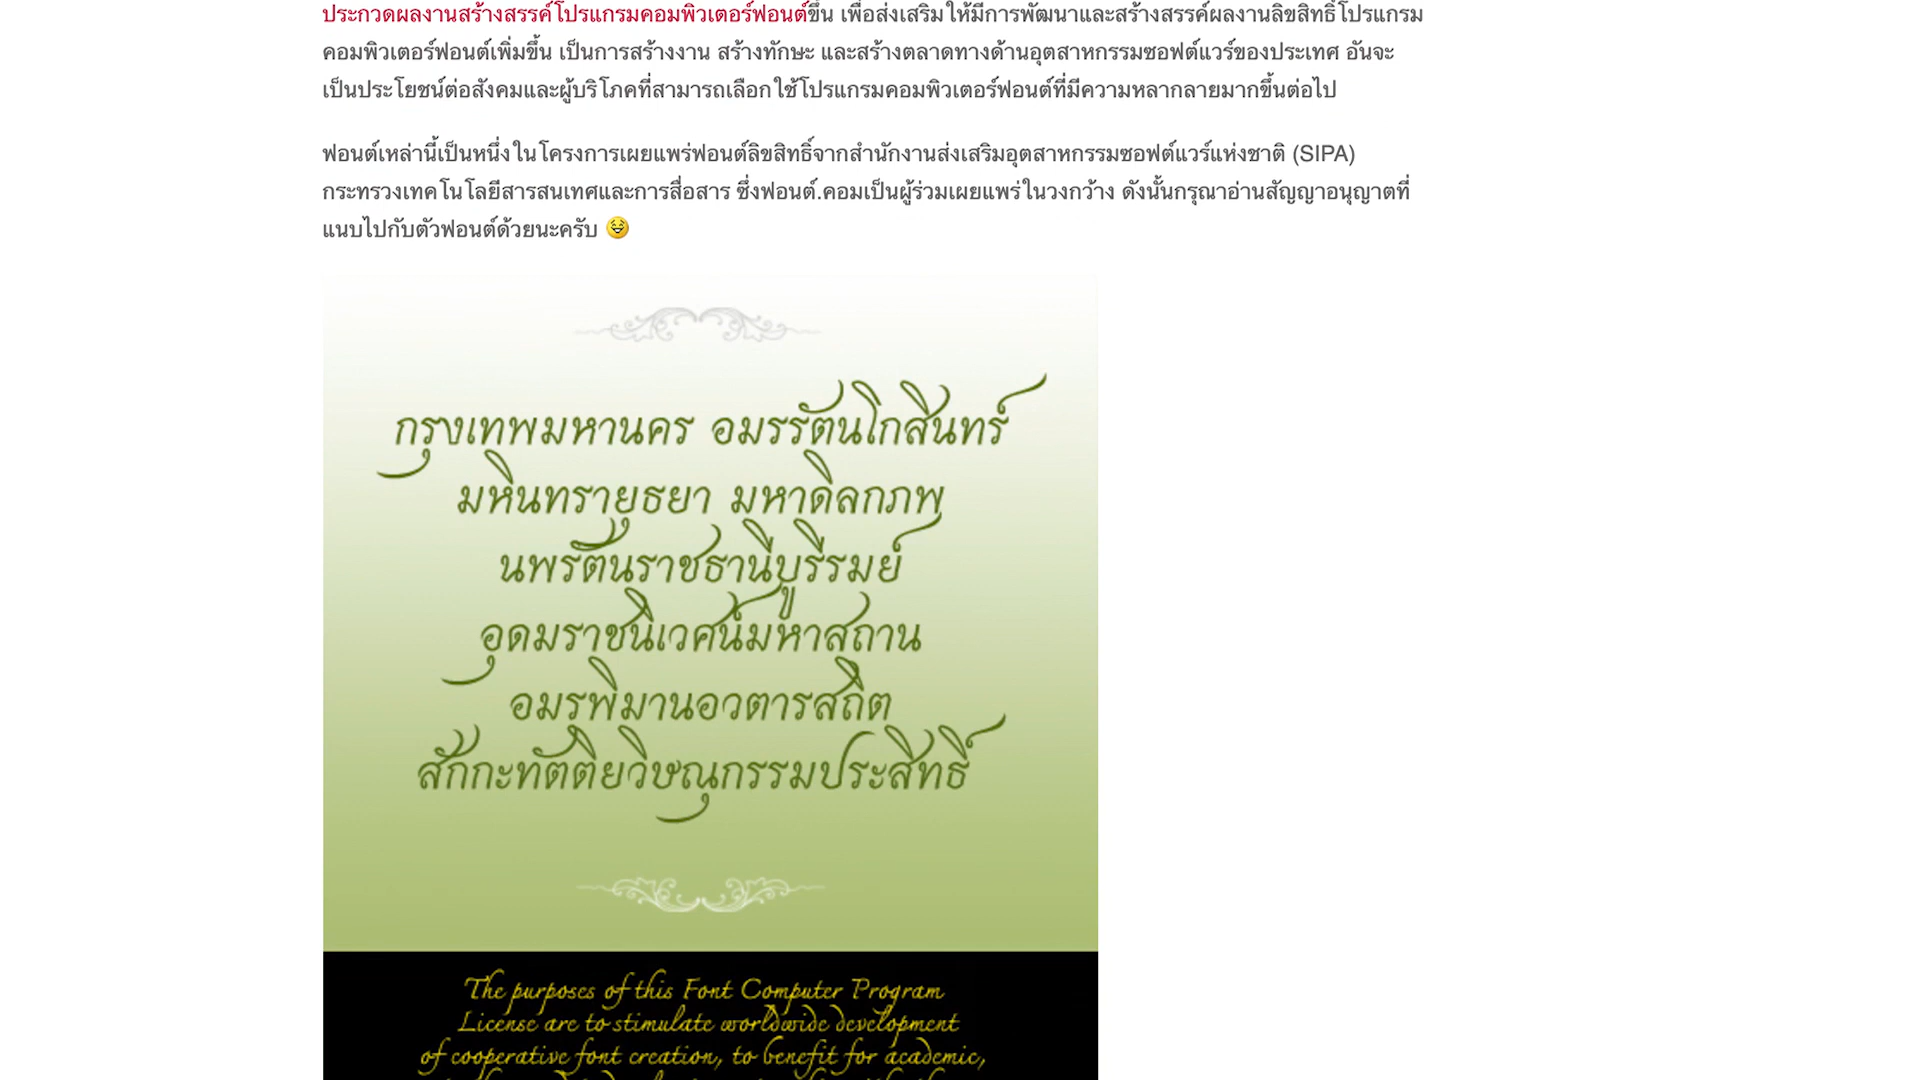 ประกวดผลงานสร้างสรรค์โปรแกรมคอมพิวเตอร์ฟอนต์ขึ้น เพื่อส่งเสริมให้มีการพัฒนาและสร้างสรรค์ผลงานลิขสิทธิ์โปรแกรม
คอมพิวเตอร์ฟอนต์เพิ่มขึ้น เป็นการสร้างงาน สร้างทักษะ และสร้างตลาดทางด้านอุตสาหกรรมซอฟต์แวร์ของประเทศ อันจะ
เป็นประโยชน์ต่อสังคมและผู้บริโภคที่สามารถเลือกใช้โปรแกรมคอมพิวเตอร์ฟอนต์ที่มีความหลากลายมากขึ้นต่อไป
ฟอนต์เหล่านี้เป็นหนึ่งในโครงการเผยแพร่ฟอนต์ลิขสิทธิ์จากสำนักงานส่งเสริมอุตสาหกรรมซอฟต์แวร์แห่งชาติ (SIPA)
กระทรวงเทคโนโลยีสารสนเทศและการสื่อสาร ซึ่งฟอนต์.คอมเป็นผู้ร่วมเผยแพร่ในวงกว้าง ดังนั้นกรุณาอ่านสัญญาอนุญาตที่
แนบไปกับตัวฟอนต์ด้วยนะครับ 😂
กรุงเทพมหานคร อมรรัตนโกสินทร์
มหินทรายุธยา มหาดิลกภพ
นพรัตนราชธานีบูรีรมย์
อุดมราชนิเวศน์มหาสถาน
อมรพิมานอวตารสถิต
สักกะทัตติยวิษณุกรรมประสิทธิ์
The purposes of this Font Computer Program
License are to stimulate worldwide development
of cooperative font creation, to benefit for academic,